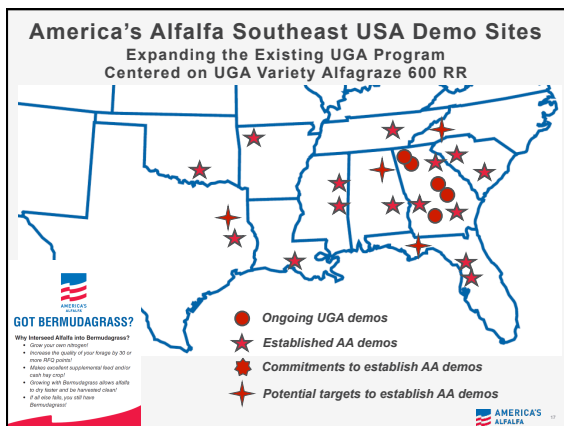 America's Alfalfa Southeast USA Demo Sites
Expanding the Existing UGA Program
Centered on UGA Variety Alfagraze 600 RR
AMERICA'S
ALFALFA
GOT BERMUDAGRASS?
Why Interseed Alfalfa into Bermudagrass?
• Grow your own nitrogen!
• Increase the quality of your forage by 30 or
more RFQ points!
• Makes excellent supplemental feed and/or
cash hay crop!
• Growing with Bermudagrass allows alfalfa
to dry faster and be harvested clean!
• If all else fails, you still have
Bermudagrass!
Ongoing UGA demos
Established AA demos
Commitments to establish AA demos
Potential targets to establish AA demos
AMERICA'S
ALFALFA